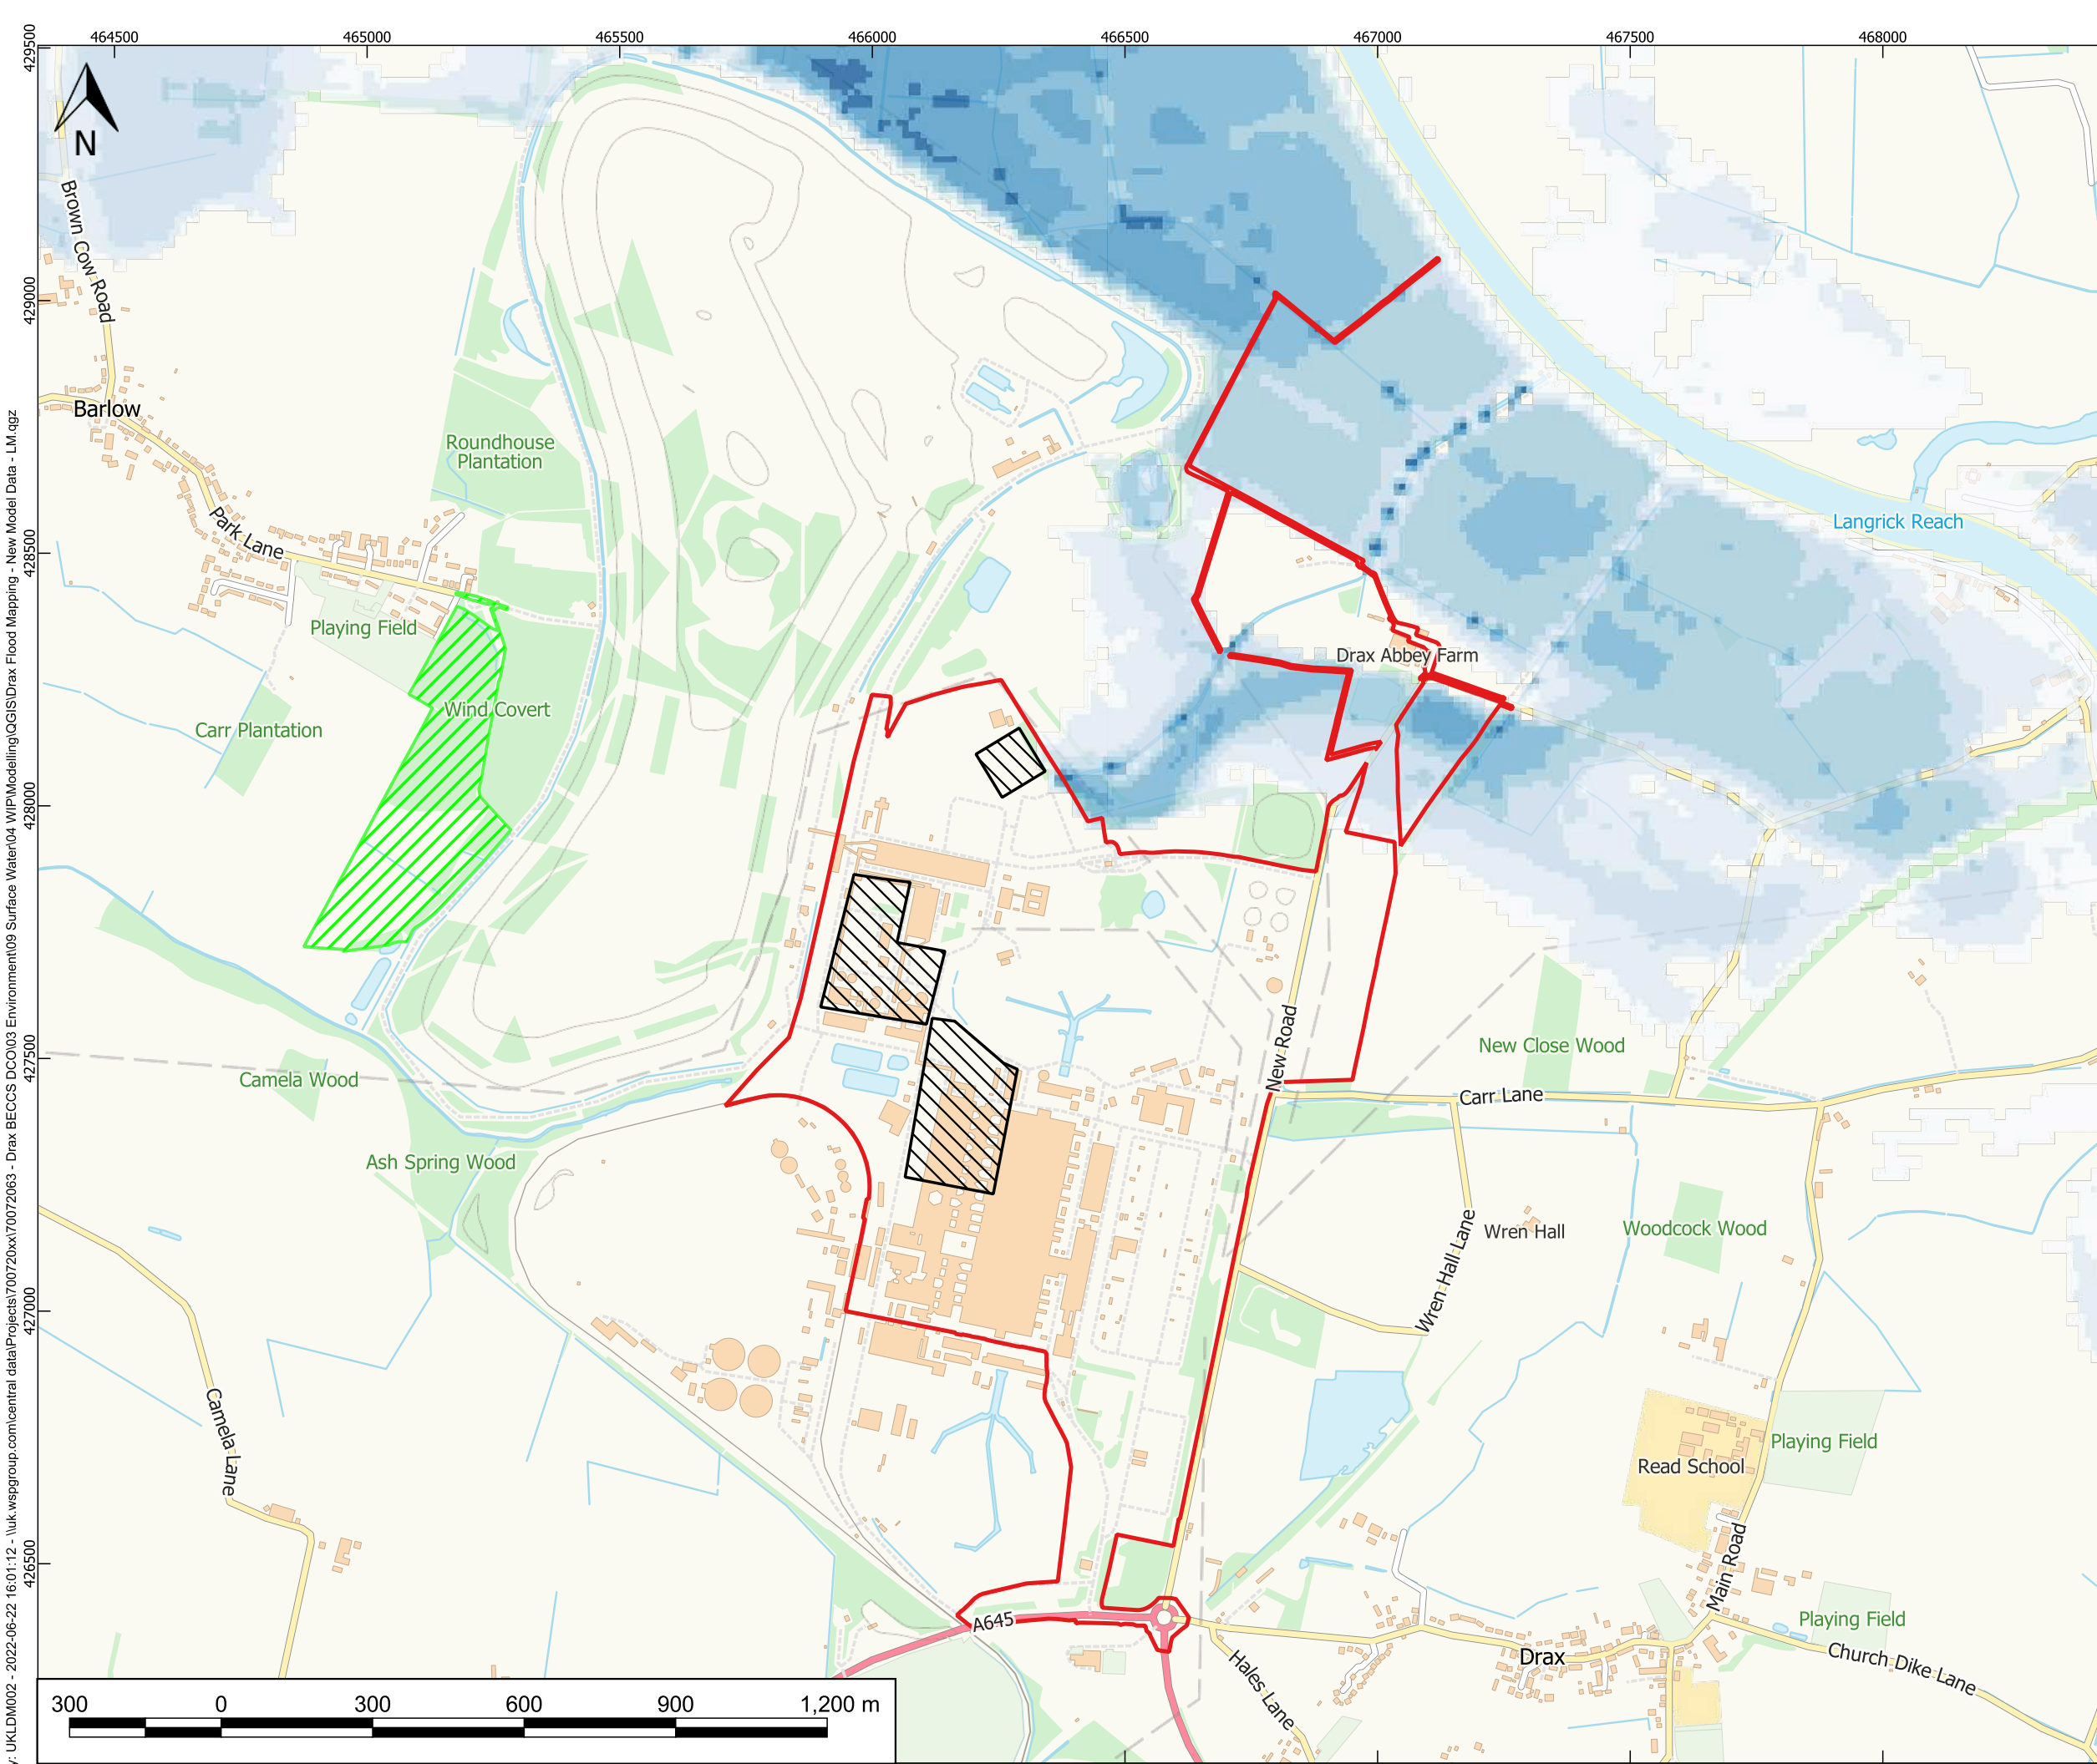 464500 465000 465500 466000 466500 467000 467500 468000
429500
N
Brown Cow Road
429000
Barlow
Roundhouse
Plantation
Langrick Reach
Park Lane
428500
Playing Field
Drax Abbey Farm
Wind Covert
Carr Plantation
428000
New Road
427500
New Close Wood
Camela Wood
Carr Lane
Ash Spring Wood
Wren Hall
Woodcock Wood
Wren Hall Lane
427000
Camela Lane
Playing Field
Read School
426500
Main Road
A645
Playing Field
Drax
Church Dike Lane
Hales Lane
300 0 300 600 900 1,200 m
y: UKLDM002 - 2022-06-22 16:01:12 - \\uk.wspgroup.com\central data\Projects\700720xx\70072063 - Drax BECCS DCO\03 Environment\09 Surface Water\04 WIP\Modelling\QGIS\Drax Flood Mapping - New Model Data - LM.qgz